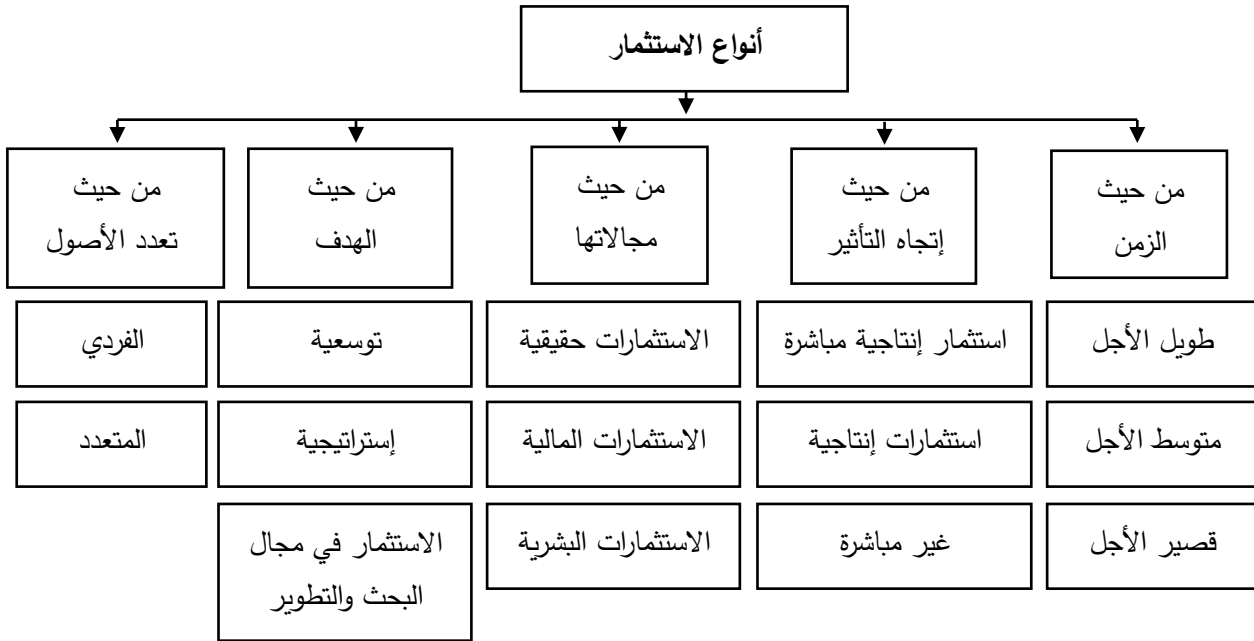 أنواع الاستثمار
من حيث
الزمن
من حيث
إتجاه التأثير
من حيث
مجالاتها
من حيث
الهدف
من حيث
تعدد الأصول
طويل الأجل
استثمار إنتاجية مباشرة
الاستثمارات حقيقية
توسعية
الفردي
متوسط الأجل
استثمارات إنتاجية
الاستثمارات المالية
إستراتيجية
المتعدد
قصير الأجل
غير مباشرة
الاستثمارات البشرية
الاستثمار في مجال
البحث والتطوير